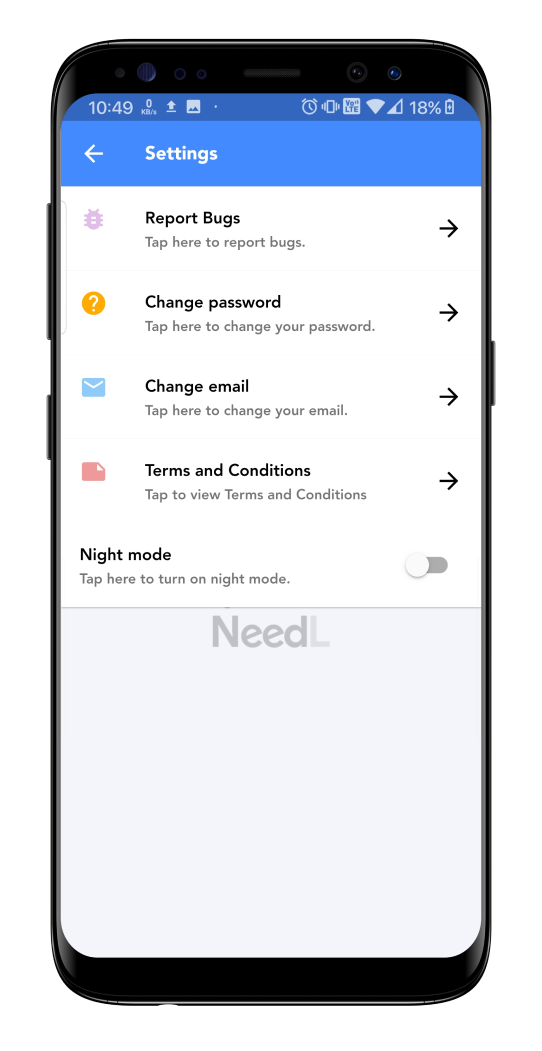 10:49 0 KB/s VoLTE 18%
Settings
Report Bugs
Tap here to report bugs.
Change password
Tap here to change your password.
Change email
Tap here to change your email.
Terms and Conditions
Tap to view Terms and Conditions
Night mode
Tap here to turn on night mode.
NeedL